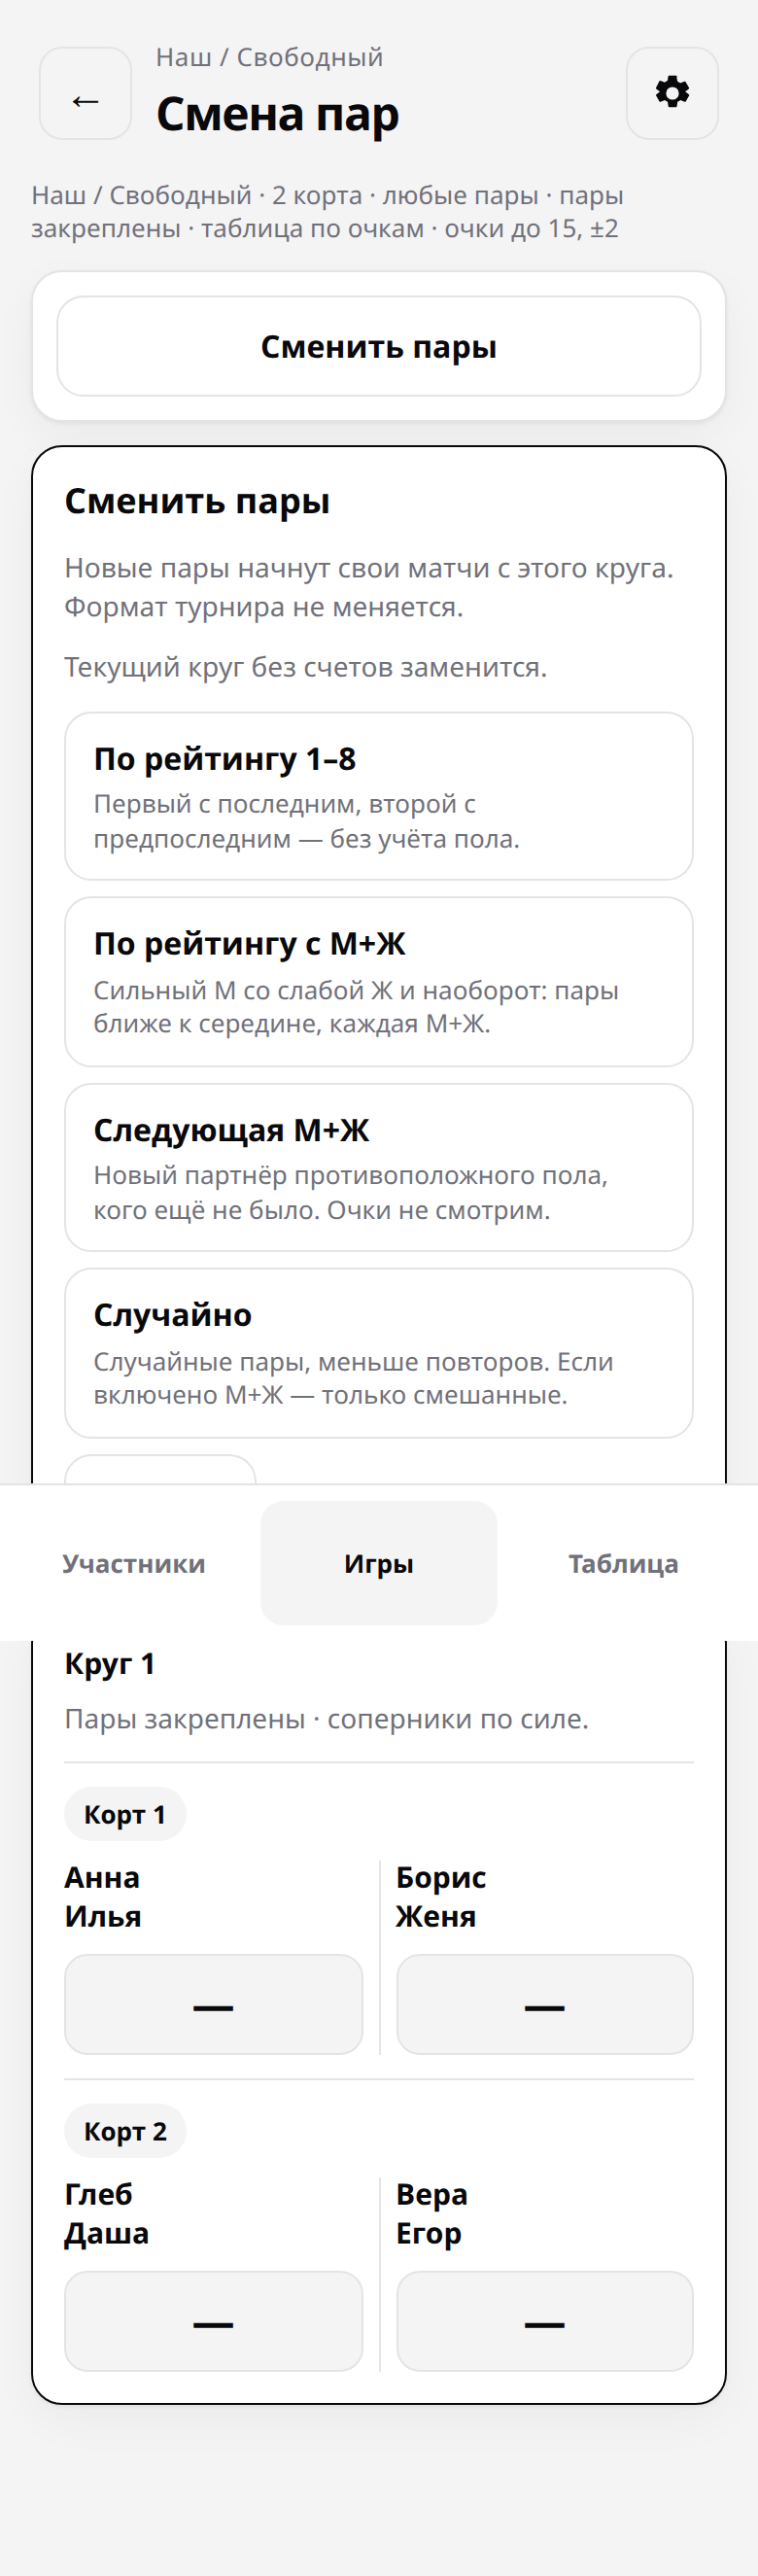 ←
Наш / Свободный
Смена пар
Наш / Свободный · 2 корта · любые пары · пары
закреплены · таблица по очкам · очки до 15, ±2
Сменить пары
Сменить пары
Новые пары начнут свои матчи с этого круга.
Формат турнира не меняется.
Текущий круг без счетов заменится.
По рейтингу 1–8
Первый с последним, второй с
предпоследним — без учёта пола.
По рейтингу с М+Ж
Сильный М со слабой Ж и наоборот: пары
ближе к середине, каждая М+Ж.
Следующая М+Ж
Новый партнёр противоположного пола,
кого ещё не было. Очки не смотрим.
Случайно
Случайные пары, меньше повторов. Если
включено М+Ж — только смешанные.
Участники
Игры
Таблица
Круг 1
Пары закреплены · соперники по силе.
Корт 1
Анна
Илья
Борис
Женя
—
—
Корт 2
Глеб
Даша
Вера
Егор
—
—